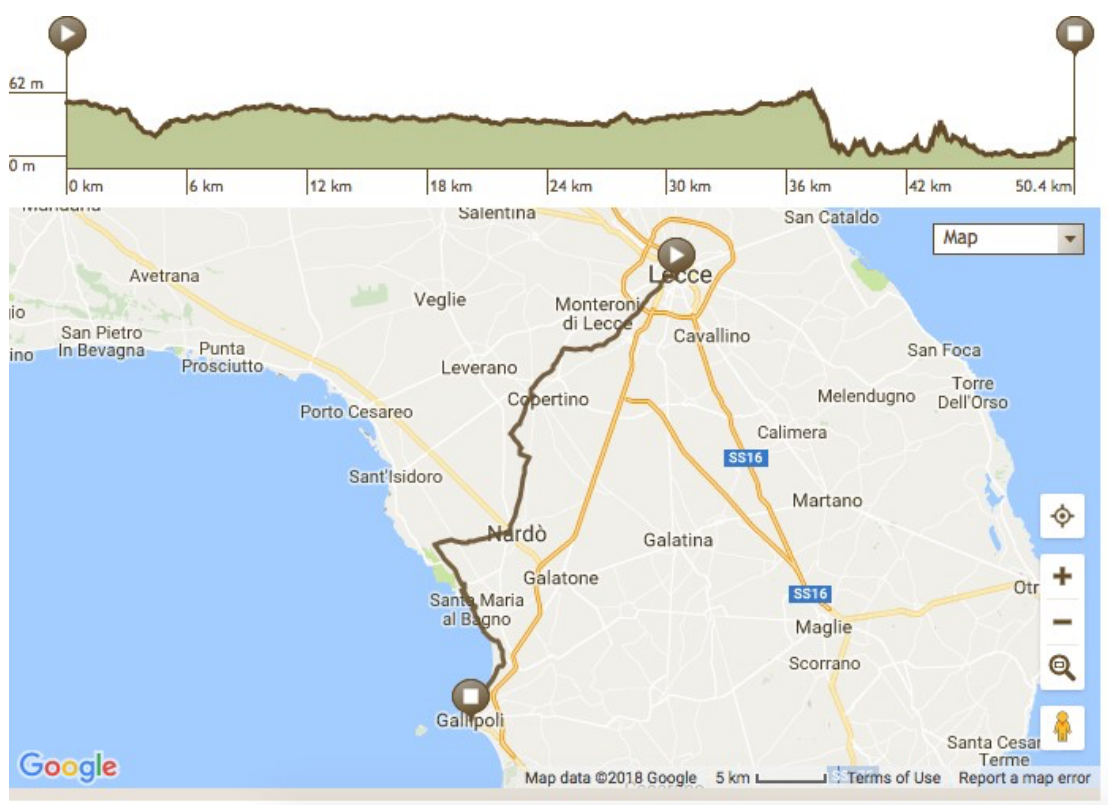 62 m
0 m
0 km
6 km
12 km
18 km
24 km
30 km
36 km
42 km
50.4 km
Salentina
San Cataldo
Map
Lecce
Avetrana
Veglie
Monteroni
di Lecce
San Pietro
In Bevagna
Punta
Prosciutto
Cavallino
San Foca
Leverano
Torre
Dell'Orso
Copertino
Melendugno
Porto Cesareo
Calimera
SS16
Sant'Isidoro
Martano
Nardò
Galatina
Galatone
Otr
SS16
Santa Maria
al Bagno
Maglie
Scorrano
Gallipoli
Santa Cesar
Terme
Google
Map data ©2018 Google
5 km
Terms of Use
Report a map error